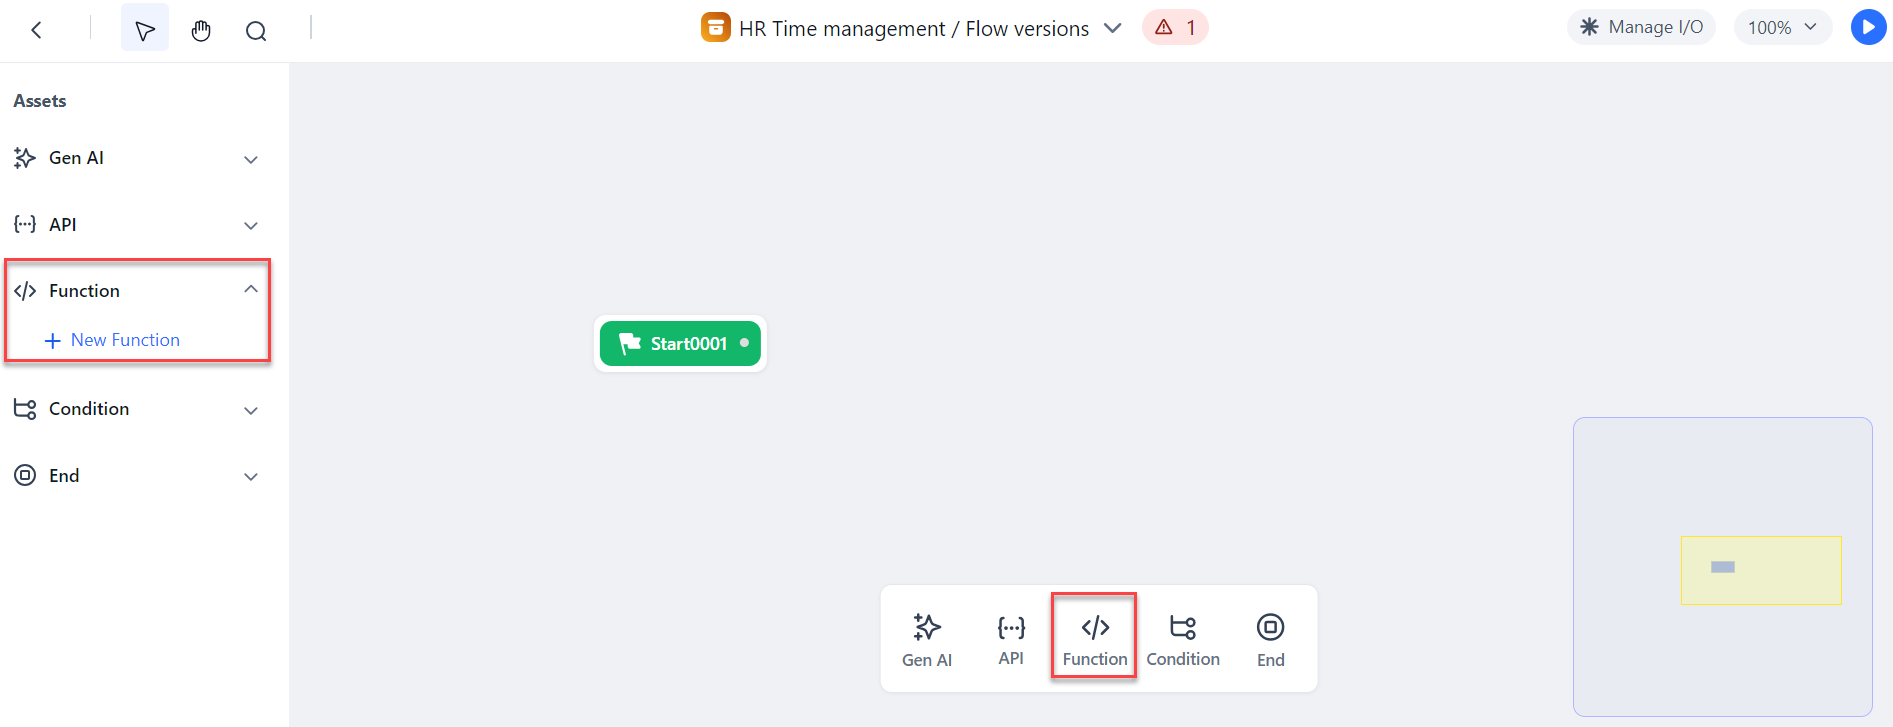 HR Time management / Flow versions
1
Manage I/O
100%
Assets
Gen AI
API
Function
New Function
Condition
End
Start0001
Gen AI
API
Function
Condition
End